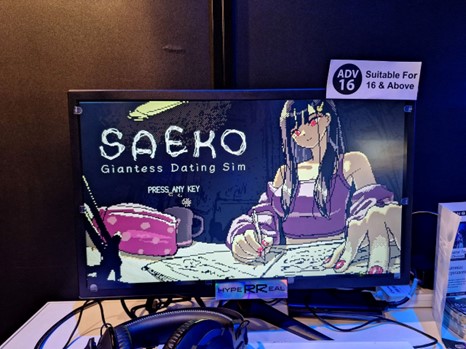 ADV
16
Suitable For
16 & Above
SAEKO
Giantess Dating Sim
PRESS ANY KEY
HYPERREAL